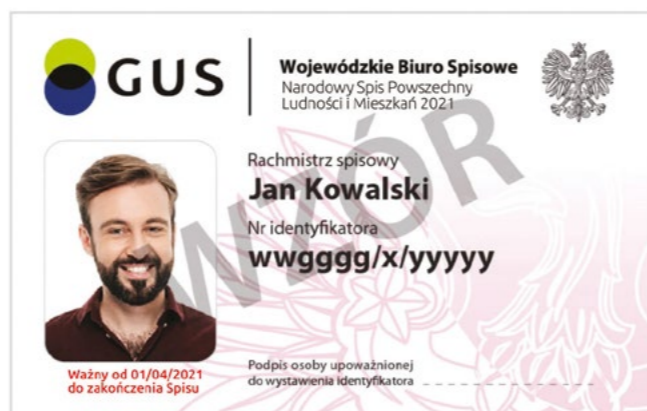 GUS
Wojewódzkie Biuro Spisowe
Narodowy Spis Powszechny
Ludności i Mieszkań 2021
Rachmistrz spisowy
Jan Kowalski
Nr identyfikatora
wwgggg/x/yyyyy
WZÓR
Ważny od 01/04/2021
do zakończenia Spisu
Podpis osoby upoważnionej
do wystawienia identyfikatora